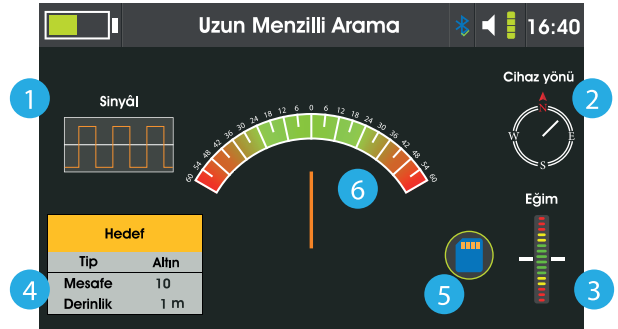 Uzun Menzilli Arama
16:40
1
Sinyâl
60 54 48 42 36 30 24 18 12 6 0 6 12 18 24 30 36 42 48 54 60
6
Cihaz yönü
2
N
W
E
S
Eğim
3
Hedef
Tip Altın
Mesafe 10
Derinlik 1 m
4
5